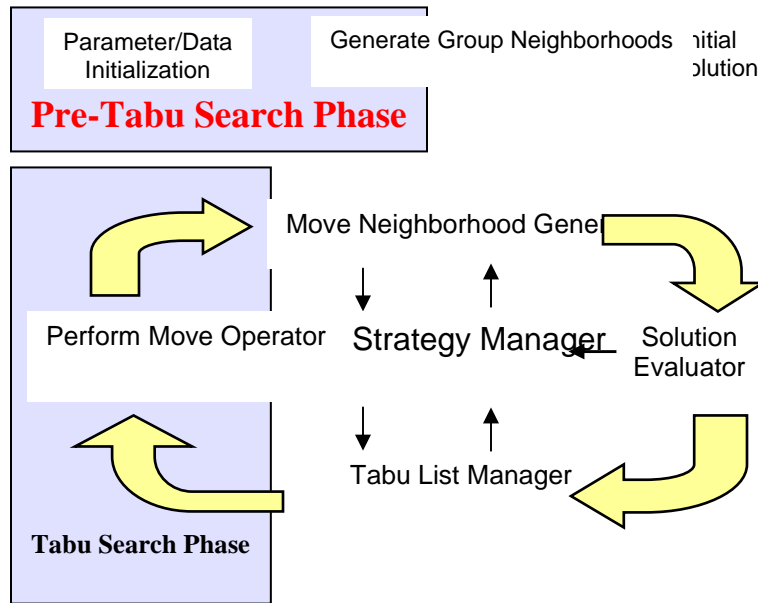 Parameter/Data
Initialization
Generate Group Neighborhoods
Pre-Tabu Search Phase
Move Neighborhood
Perform Move Operator
Strategy Manager
Solution
Evaluator
Tabu List Manager
Tabu Search Phase